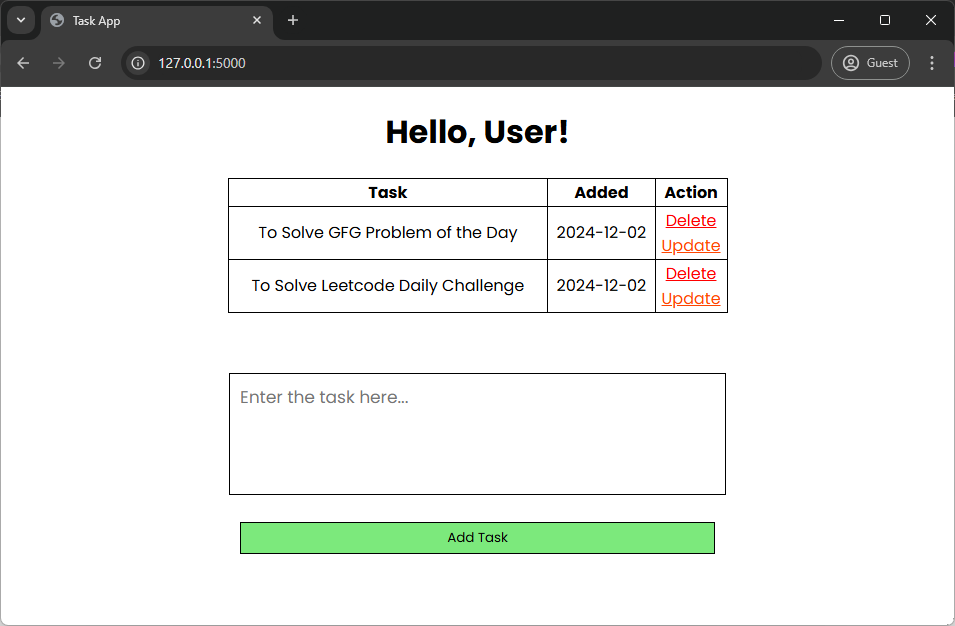 Task App
127.0.0.1:5000
Guest
Hello, User!
Task Added Action
To Solve GFG Problem of the Day 2024-12-02 Delete
Update
To Solve Leetcode Daily Challenge 2024-12-02 Delete
Update
Enter the task here...
Add Task